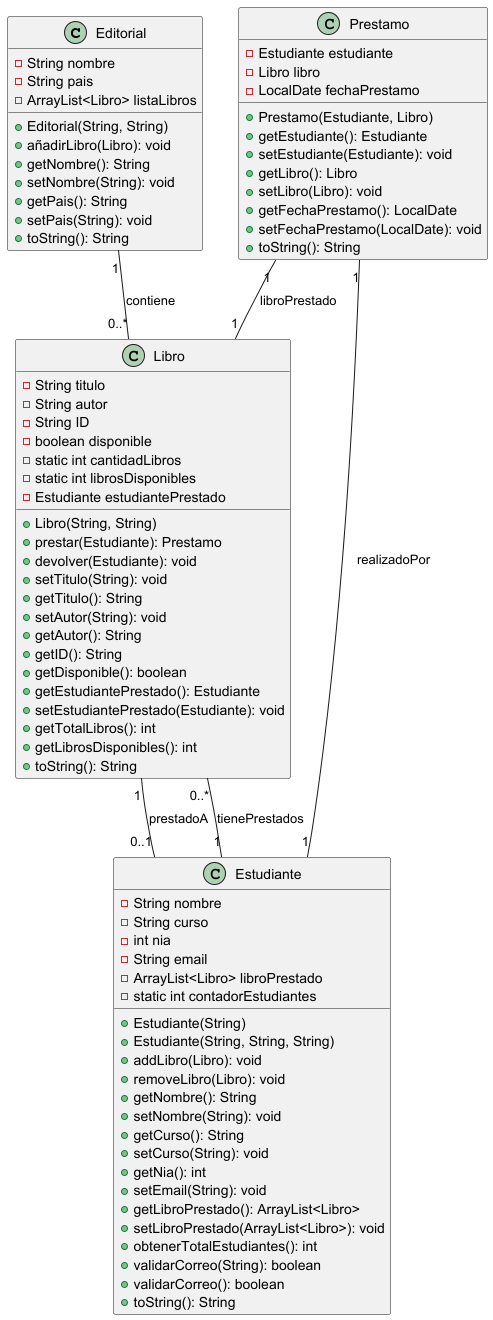 C Editorial
String nombre
String pais
ArrayList<Libro> listaLibros
Editorial(String, String)
añadirLibro(Libro): void
getNombre(): String
setNombre(String): void
getPais(): String
setPais(String): void
toString(): String
C Prestamo
Estudiante estudiante
Libro libro
LocalDate fechaPrestamo
Prestamo(Estudiante, Libro)
getEstudiante(): Estudiante
setEstudiante(Estudiante): void
getLibro(): Libro
setLibro(Libro): void
getFechaPrestamo(): LocalDate
setFechaPrestamo(LocalDate): void
toString(): String
1
contiene
0..*
1
libroPrestado
1
1
realizadoPor
1
C Libro
String titulo
String autor
String ID
boolean disponible
static int cantidadLibros
static int librosDisponibles
Estudiante estudiantePrestado
Libro(String, String)
prestar(Estudiante): Prestamo
devolver(Estudiante): void
setTitulo(String): void
getTitulo(): String
setAutor(String): void
getAutor(): String
getID(): String
getDisponible(): boolean
getEstudiantePrestado(): Estudiante
setEstudiantePrestado(Estudiante): void
getTotalLibros(): int
getLibrosDisponibles(): int
toString(): String
1
prestadoA
0..1
0..*
tienePrestados
1
C Estudiante
String nombre
String curso
int nia
String email
ArrayList<Libro> libroPrestado
static int contadorEstudiantes
Estudiante(String)
Estudiante(String, String, String)
addLibro(Libro): void
removeLibro(Libro): void
getNombre(): String
setNombre(String): void
getCurso(): String
setCurso(String): void
getNia(): int
setEmail(String): void
getLibroPrestado(): ArrayList<Libro>
setLibroPrestado(ArrayList<Libro>): void
obtenerTotalEstudiantes(): int
validarCorreo(String): boolean
validarCorreo(): boolean
toString(): String